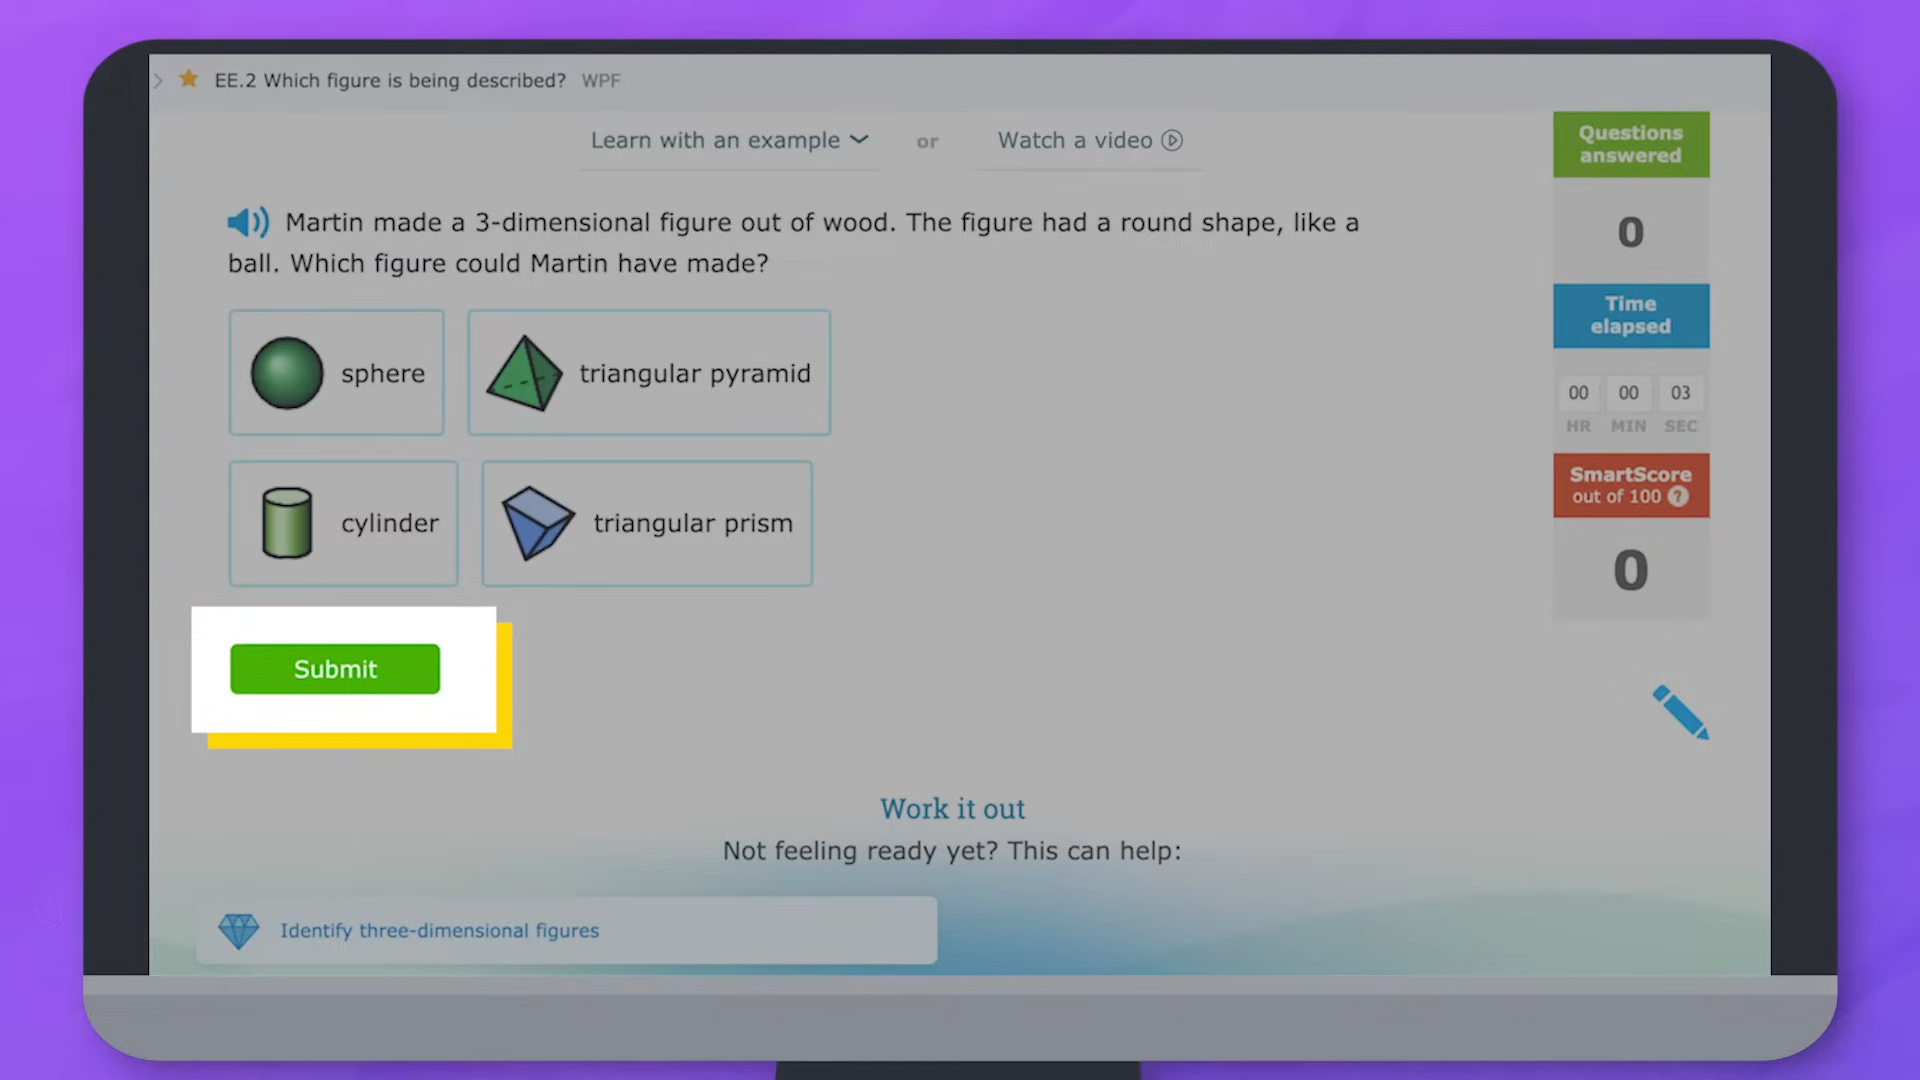 EE.2 Which figure is being described? WPF
Learn with an example or Watch a video
Questions
answered
0
Martin made a 3-dimensional figure out of wood. The figure had a round shape, like a
ball. Which figure could Martin have made?
sphere triangular pyramid
cylinder triangular prism
Time
elapsed
00 00 03
HR MIN SEC
SmartScore
out of 100 ?
0
Submit
Work it out
Not feeling ready yet? This can help:
Identify three-dimensional figures